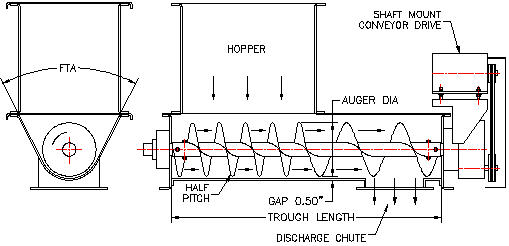 SHAFT MOUNT
CONVEYOR DRIVE
HOPPER
FTA
AUGER DIA
HALF
PITCH
GAP 0.50"
TROUGH LENGTH
DISCHARGE CHUTE